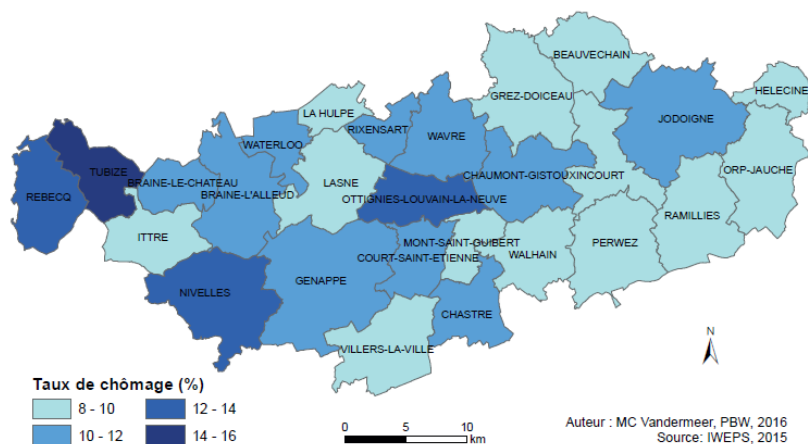 BEAUVECHAIN
GREZ-DOICEAU
HELECINE
LA HULPE
JODOIGNE
RIXENSART
WAVRE
WATERLOO
TUBIZE
ORP-JAUCHE
CHAUMONT-GISTOUX
INCOURT
BRAINE-LE-CHATEAU
LASNE
REBECQ
BRAINE-L'ALLEUD
OTTIGNIES-LOUVAIN-LA-NEUVE
RAMILLIES
ITTRE
MONT-SAINT-GUIBERT
PERWEZ
WALHAIN
COURT-SAINT-ETIENNE
GENAPPE
NIVELLES
CHASTRE
VILLERS-LA-VILLE
N
Taux de chômage (%)
8 - 10
12 - 14
10 - 12
14 - 16
0 5 10
km
Auteur : MC Vandermeer, PBW, 2016
Source: IWEPS, 2015